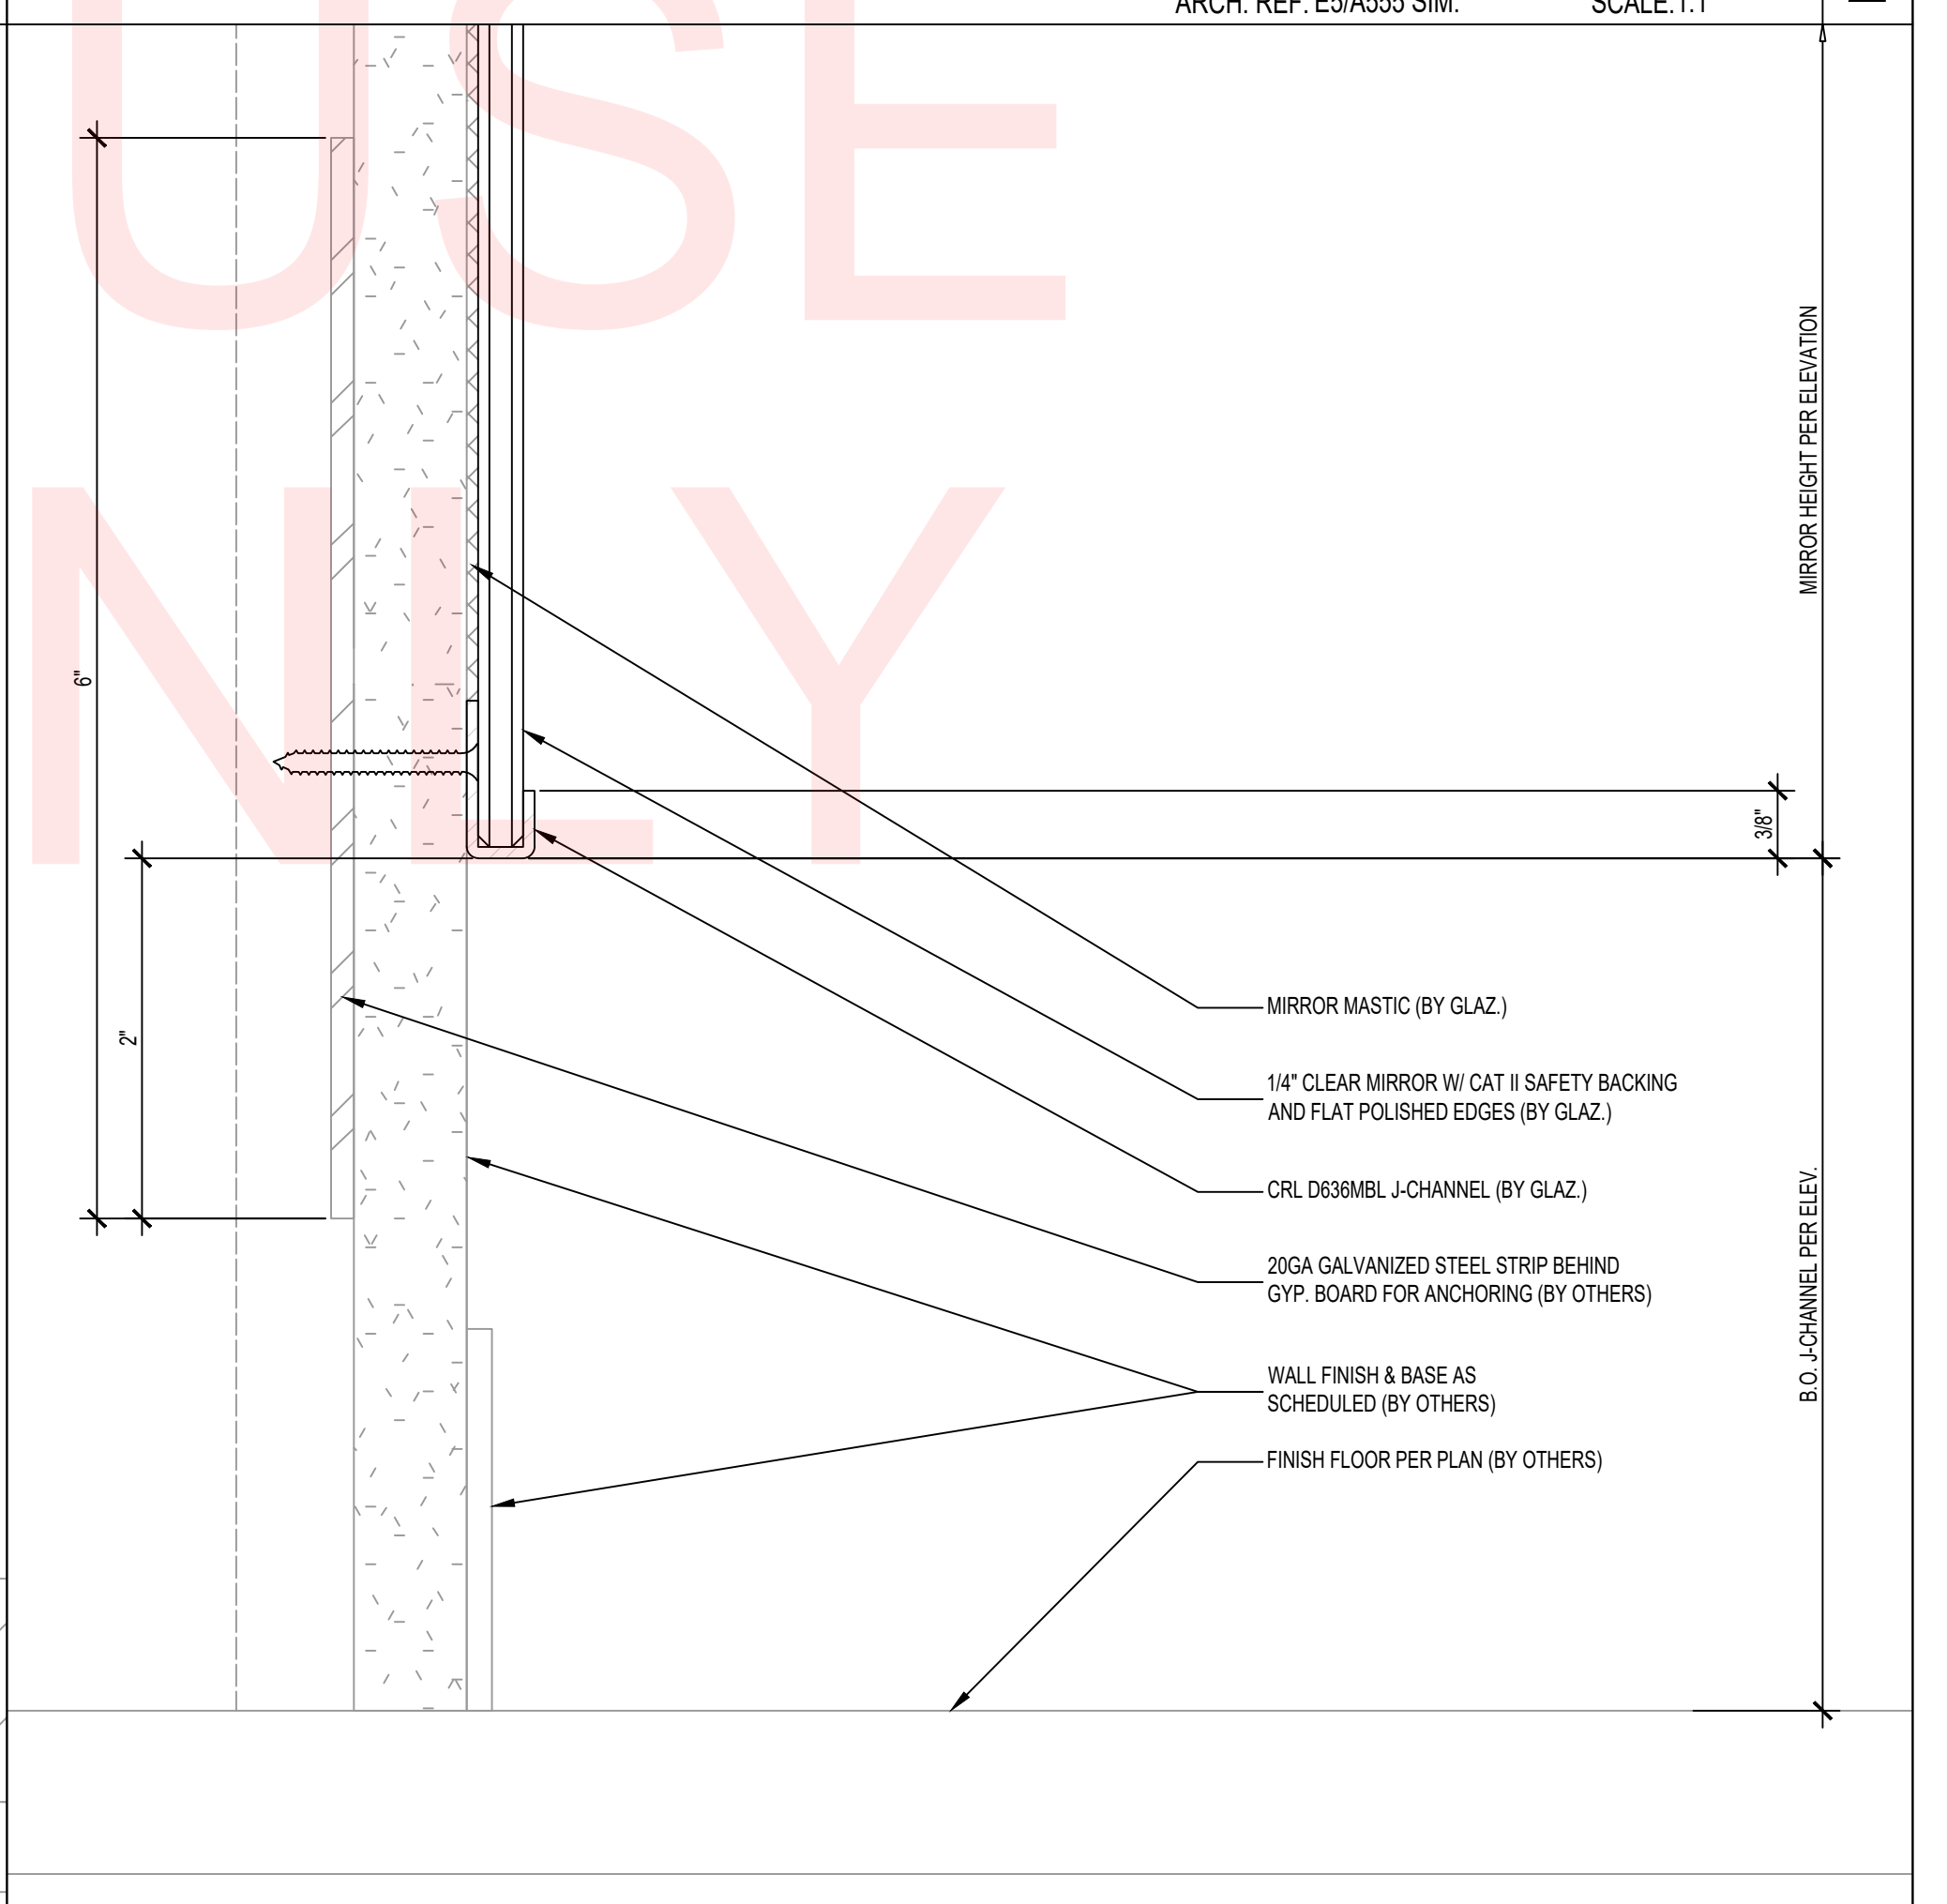 ARCH. REF. E5/A555 SIM. SCALE: 1:1
USE
NLY
MIRROR HEIGHT PER ELEVATION
6"
3/8"
2"
MIRROR MASTIC (BY GLAZ.)
1/4" CLEAR MIRROR W/ CAT II SAFETY BACKING
AND FLAT POLISHED EDGES (BY GLAZ.)
CRL D636MBL J-CHANNEL (BY GLAZ.)
20GA GALVANIZED STEEL STRIP BEHIND
GYP. BOARD FOR ANCHORING (BY OTHERS)
B.O. J-CHANNEL PER ELEV.
WALL FINISH & BASE AS
SCHEDULED (BY OTHERS)
FINISH FLOOR PER PLAN (BY OTHERS)